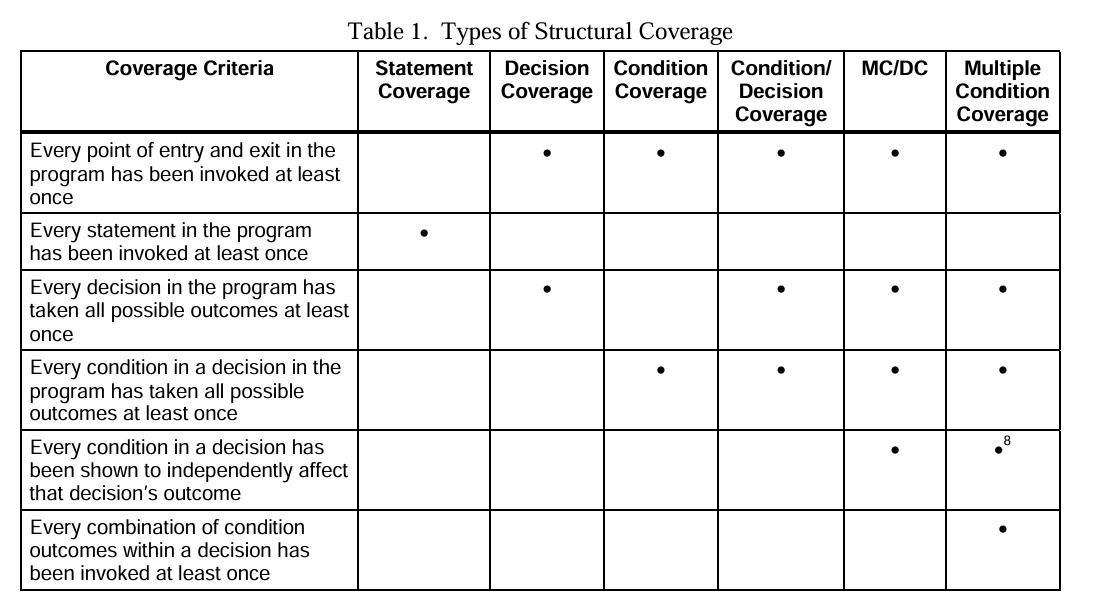 Table 1.  Types of Structural Coverage
Coverage Criteria
Statement
Coverage
Decision
Coverage
Condition
Coverage
Condition/
Decision
Coverage
MC/DC
Multiple
Condition
Coverage
Every point of entry and exit in the
program has been invoked at least
once
• • • • •
Every statement in the program
has been invoked at least once
•
Every decision in the program has
taken all possible outcomes at least
once
• • • •
Every condition in a decision in the
program has taken all possible
outcomes at least once
• • • •
Every condition in a decision has
been shown to independently affect
that decision’s outcome
• •8
Every combination of condition
outcomes within a decision has
been invoked at least once
•